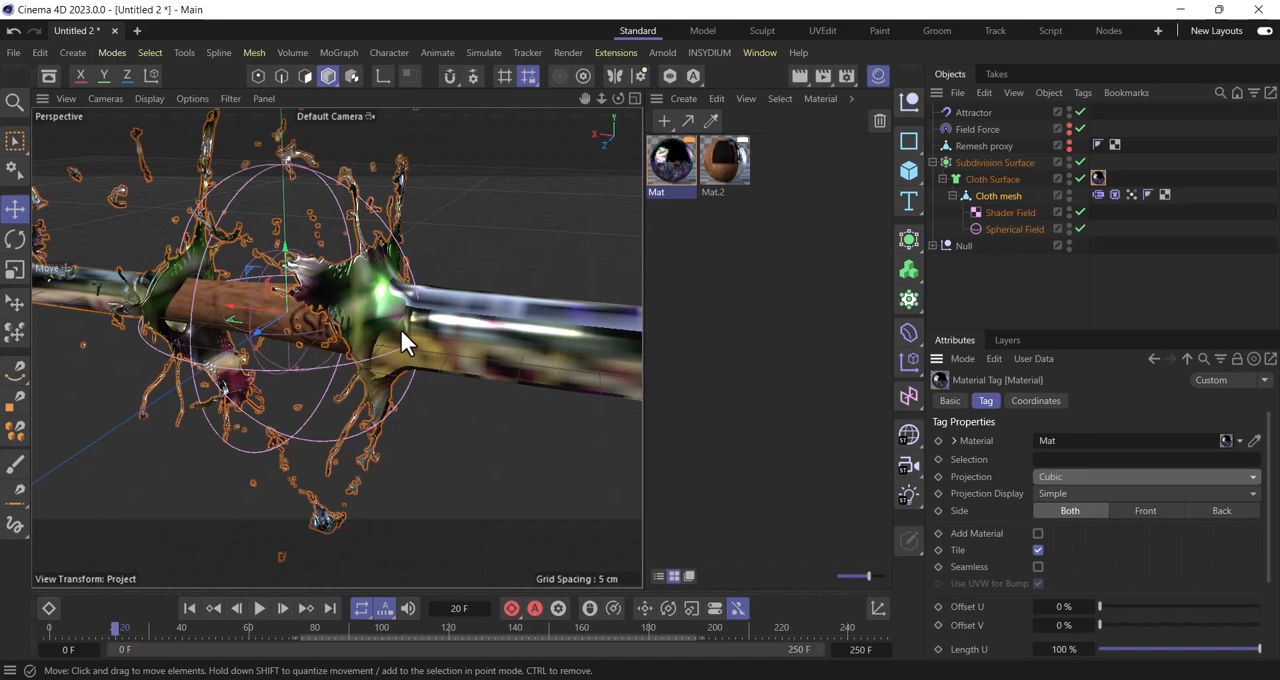 Cinema 4D 2023.0.0 - [Untitled 2 *] - Main
Untitled 2 *
Standard Model Sculpt UVEdit Paint Groom Track Script Nodes New Layouts
File Edit Create Modes Select Tools Spline Mesh Volume MoGraph Character Animate Simulate Tracker Render Extensions Arnold INSYDIUM Window Help
X Y Z
Objects Takes
View Cameras Display Options Filter Panel
Create Edit View Select Material
File Edit View Object Tags Bookmarks
Perspective
Default Camera
Y
X
Z
Mat
Mat.2
Attractor
Field Force
Remesh proxy
Subdivision Surface
Cloth Surface
Cloth mesh
Shader Field
Spherical Field
Null
Move
Attributes Layers
Mode Edit User Data
Material Tag [Material]
Custom
Basic Tag Coordinates
Tag Properties
Material Mat
Selection
Projection Cubic
Projection Display Simple
Side Both Front Back
Add Material
Tile
Seamless
Use UVW for Bump
Offset U 0 %
Offset V 0 %
Length U 100 %
ST
ST
ST
View Transform: Project
Grid Spacing : 5 cm
20 F
0 20 40 60 80 100 120 140 160 180 200 220 240
0 F 0 F 250 F 250 F
Move: Click and drag to move elements. Hold down SHIFT to quantize movement / add to the selection in point mode, CTRL to remove.